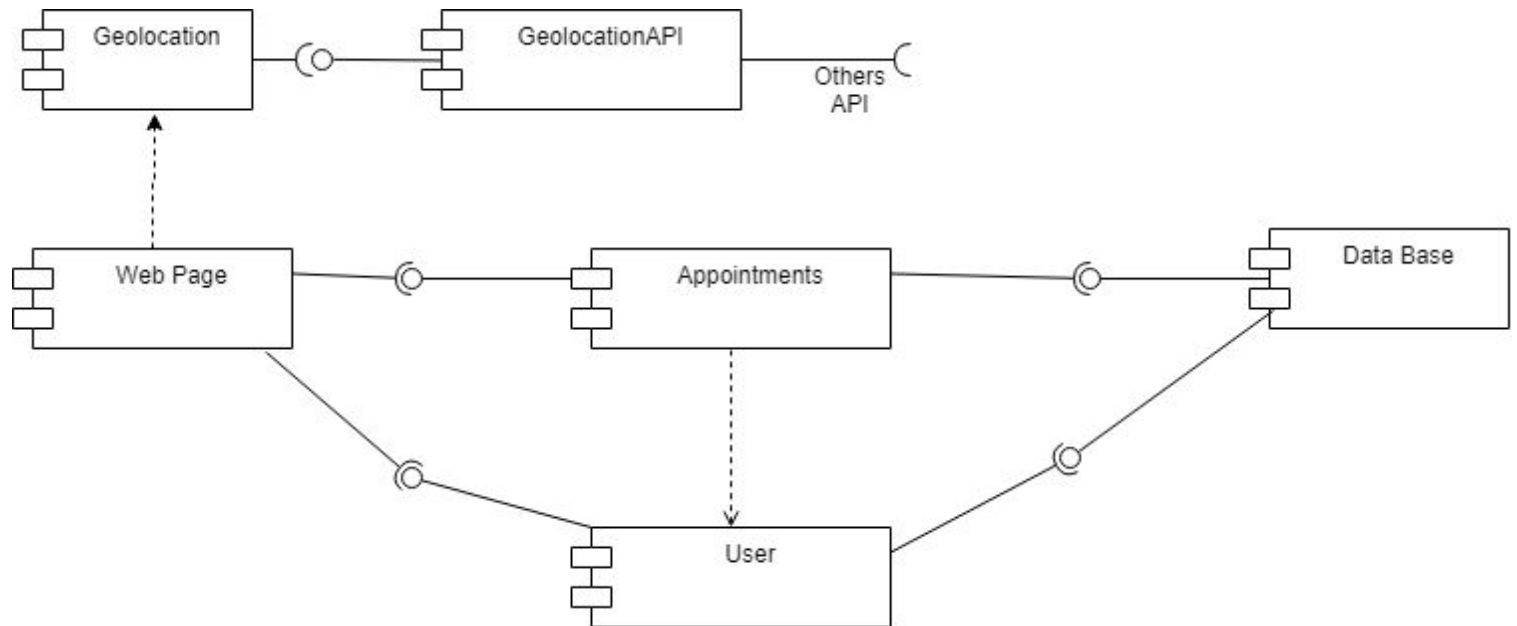 Geolocation
GeolocationAPI
Others
API
Web Page
Appointments
Data Base
User